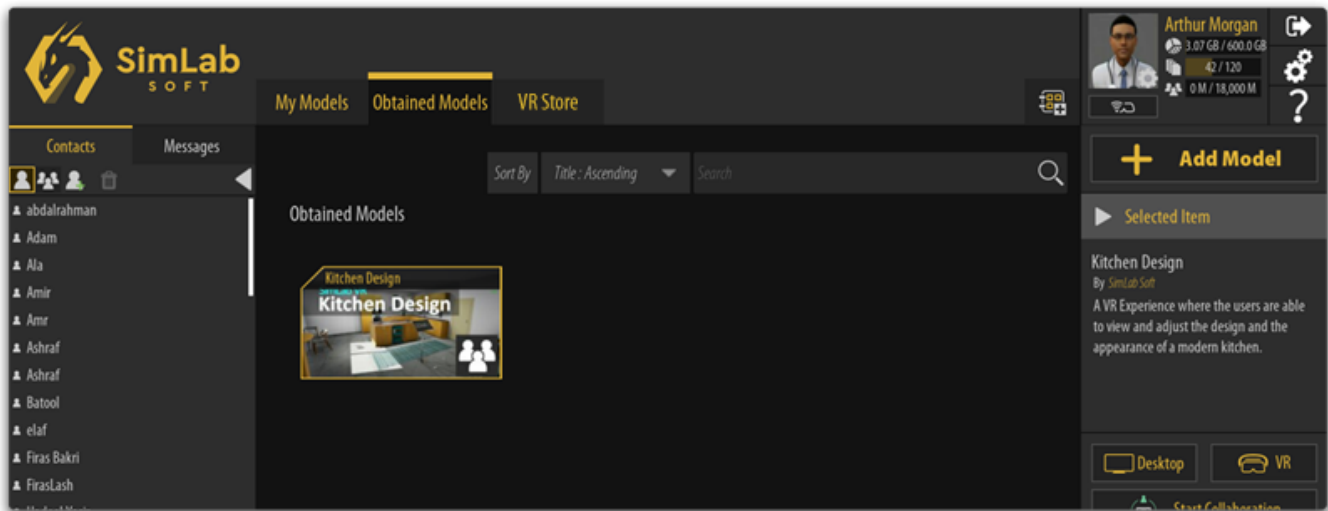 SimLab
SOFT
My Models
Obtained Models
VR Store
Arthur Morgan
3.07 GB / 600.0 GB
42 / 120
0 M / 18,000 M
?
Contacts
Messages
abdalrahman
Adam
Ala
Amir
Amr
Ashraf
Ashraf
Batool
elaf
Firas Bakri
FirasLash
Sort By
Title : Ascending
Search
Obtained Models
Kitchen Design
SimLab VR
Kitchen Design
Add Model
Selected Item
Kitchen Design
By SimLab Soft
A VR Experience where the users are able
to view and adjust the design and the
appearance of a modern kitchen.
Desktop
VR
Start Collaboration